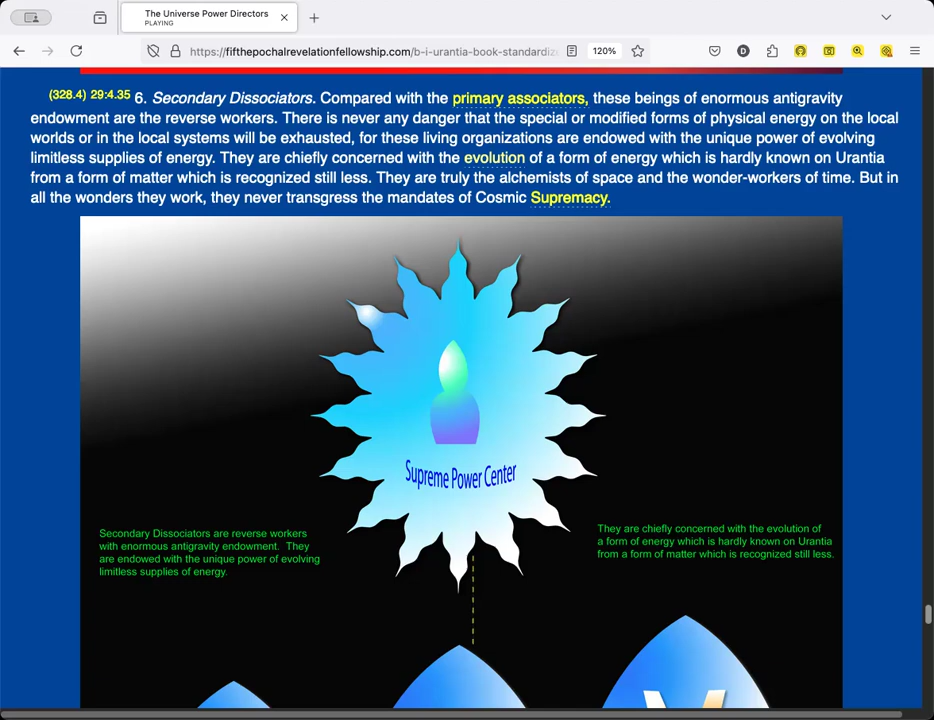 The Universe Power Directors
PLAYING
https://fifthepochalrevelationfellowship.com/b-i-urantia-book-standardize
120%
D
(328.4) 29:4.35 6. Secondary Dissociators. Compared with the primary associators, these beings of enormous antigravity
endowment are the reverse workers. There is never any danger that the special or modified forms of physical energy on the local
worlds or in the local systems will be exhausted, for these living organizations are endowed with the unique power of evolving
limitless supplies of energy. They are chiefly concerned with the evolution of a form of energy which is hardly known on Urantia
from a form of matter which is recognized still less. They are truly the alchemists of space and the wonder-workers of time. But in
all the wonders they work, they never transgress the mandates of Cosmic Supremacy.
Supreme Power Center
Secondary Dissociators are reverse workers
with enormous antigravity endowment. They
are endowed with the unique power of evolving
limitless supplies of energy.
They are chiefly concerned with the evolution of
a form of energy which is hardly known on Urantia
from a form of matter which is recognized still less.